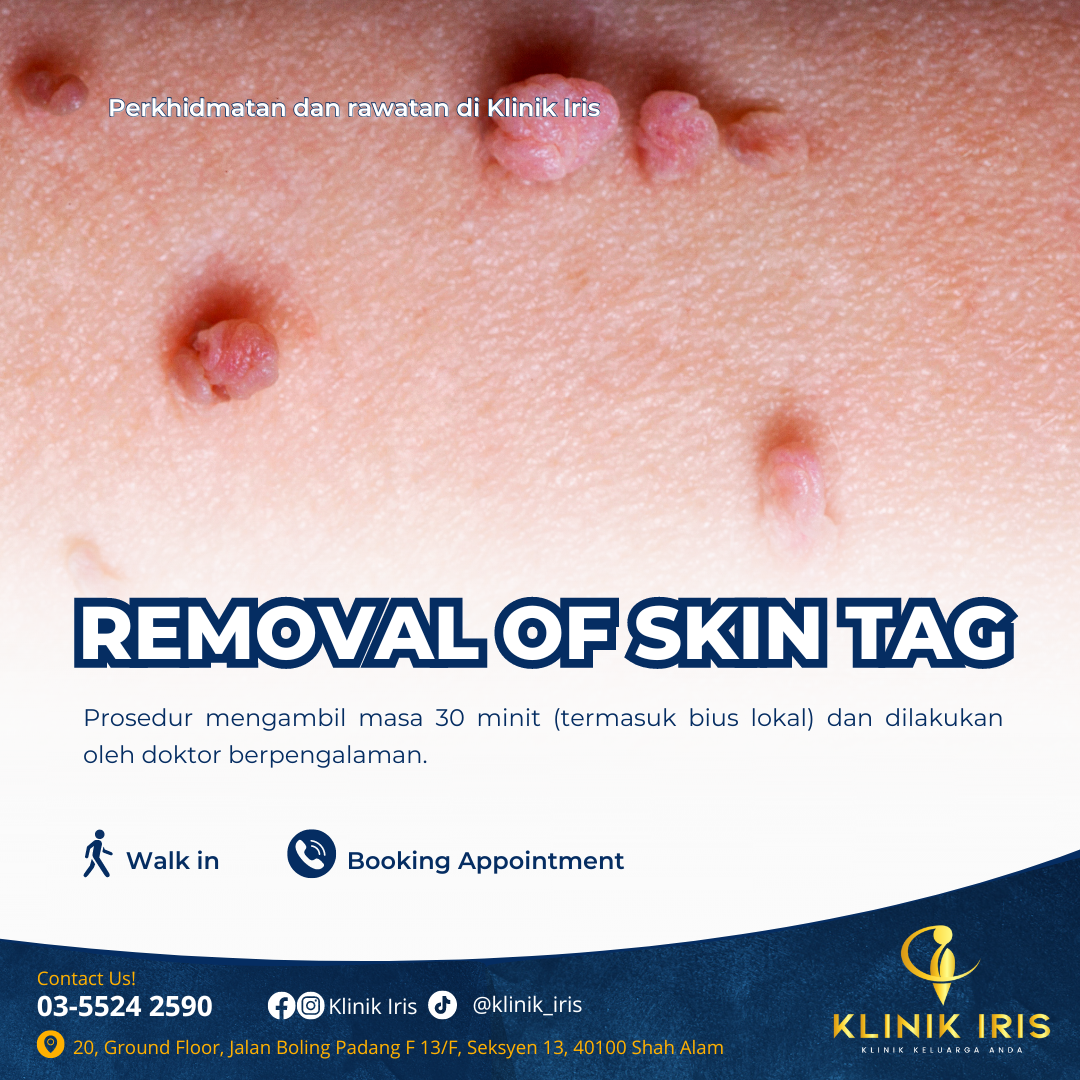 Perkhidmatan dan rawatan di Klinik Iris
REMOVAL OF SKIN TAG
Prosedur mengambil masa 30 minit (termasuk bius lokal) dan dilakukan
oleh doktor berpengalaman.
Walk in
Booking Appointment
Contact Us!
03-5524 2590
Klinik Iris
@klinik_iris
20, Ground Floor, Jalan Boling Padang F 13/F, Seksyen 13, 40100 Shah Alam
KLINIK IRIS
KLINIK KELUARGA ANDA